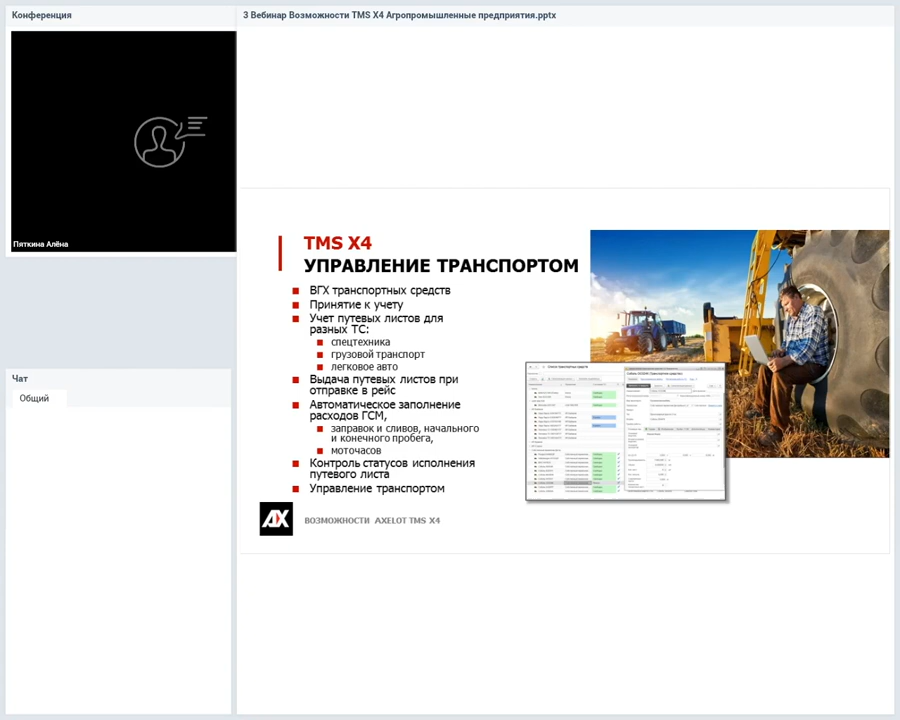 Конференция
3 Вебинар Возможности TMS X4 Агропромышленные предприятия.pptx
Пяткина Алёна
Чат
Общий
TMS X4
УПРАВЛЕНИЕ ТРАНСПОРТОМ
ВГХ транспортных средств
Принятие к учету
Учет путевых листов для
разных ТС:
спецтехника
грузовой транспорт
легковое авто
Выдача путевых листов при
отправке в рейс
Автоматическое заполнение
расходов ГСМ,
заправок и сливов, начального
и конечного пробега,
моточасов
Контроль статусов исполнения
путевого листа
Управление транспортом
AX
ВОЗМОЖНОСТИ AXELOT TMS X4